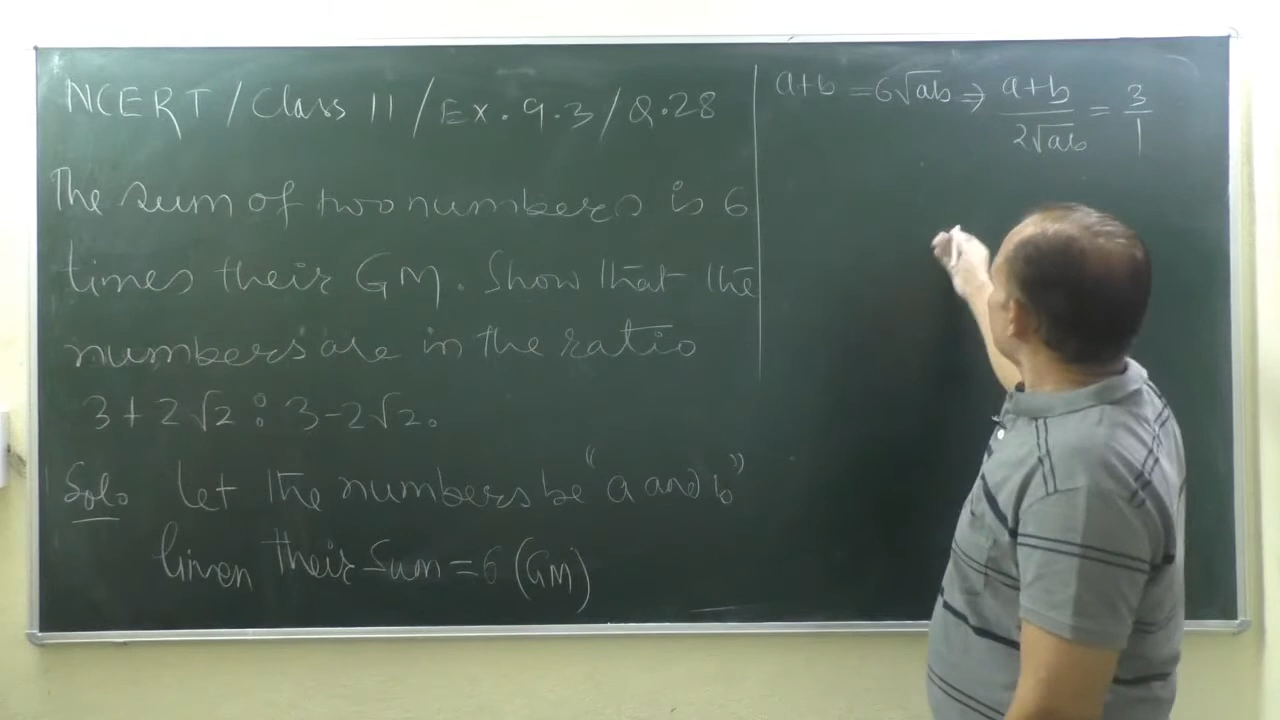 NCERT/Class 11/Ex.9.3/Q.28
The sum of two numbers is 6
times their GM. Show that the
numbers are in the ratio
3+2√2 : 3-2√2.
Sol. Let the numbers be "a and b"
Given their Sum = 6 (GM)
a+b = 6√ab ⇒ a+b/2√ab = 3/1